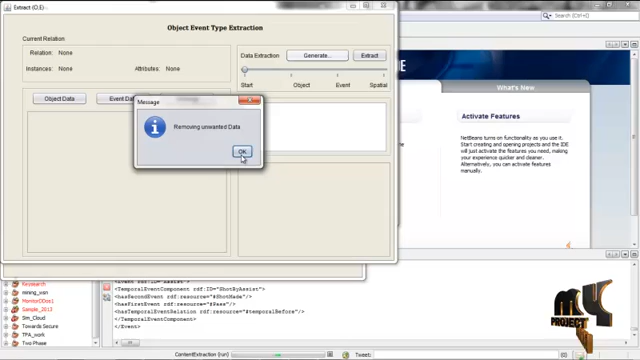 Extract (O,E)
Object Event Type Extraction
Current Relation
Relation: None
Instances: None Attributes: None
Data Extraction: Generate... Extract
Start Object Event Spatial
Object Data
Message
Removing unwanted Data
OK
Search (Ctrl+I)
What's New
Activate Features
NetBeans turns on functionality as you use it.
Start creating and opening projects and the IDE
will just activate the features you need, making
your experience quicker and cleaner.
Alternatively, you can activate features
manually.
mining_wsn
MonitorDDos1
Sample_2013
Sim_Cloud
Towards Secure
TPA_work
Two Phase
<TemporalEventComponent rdf:ID="ShotByAssist">
<hasSecondEvent rdf:resource="#ShotMade"/>
<hasFirstEvent rdf:resource="#Pass"/>
<hasTemporalEventRelation rdf:resource="#temporalBefore"/>
</TemporalEventComponent>
</Event>
ContentExtraction (run)
Tweet:
MY
PROJECT